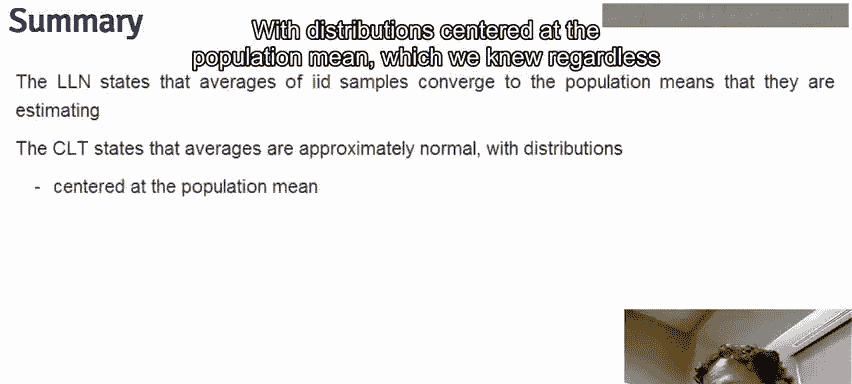 Summary
With distributions centered at the
population mean, which we knew regardless
The LLN states that averages of iid samples converge to the population means that they are
estimating
The CLT states that averages are approximately normal, with distributions
- centered at the population mean